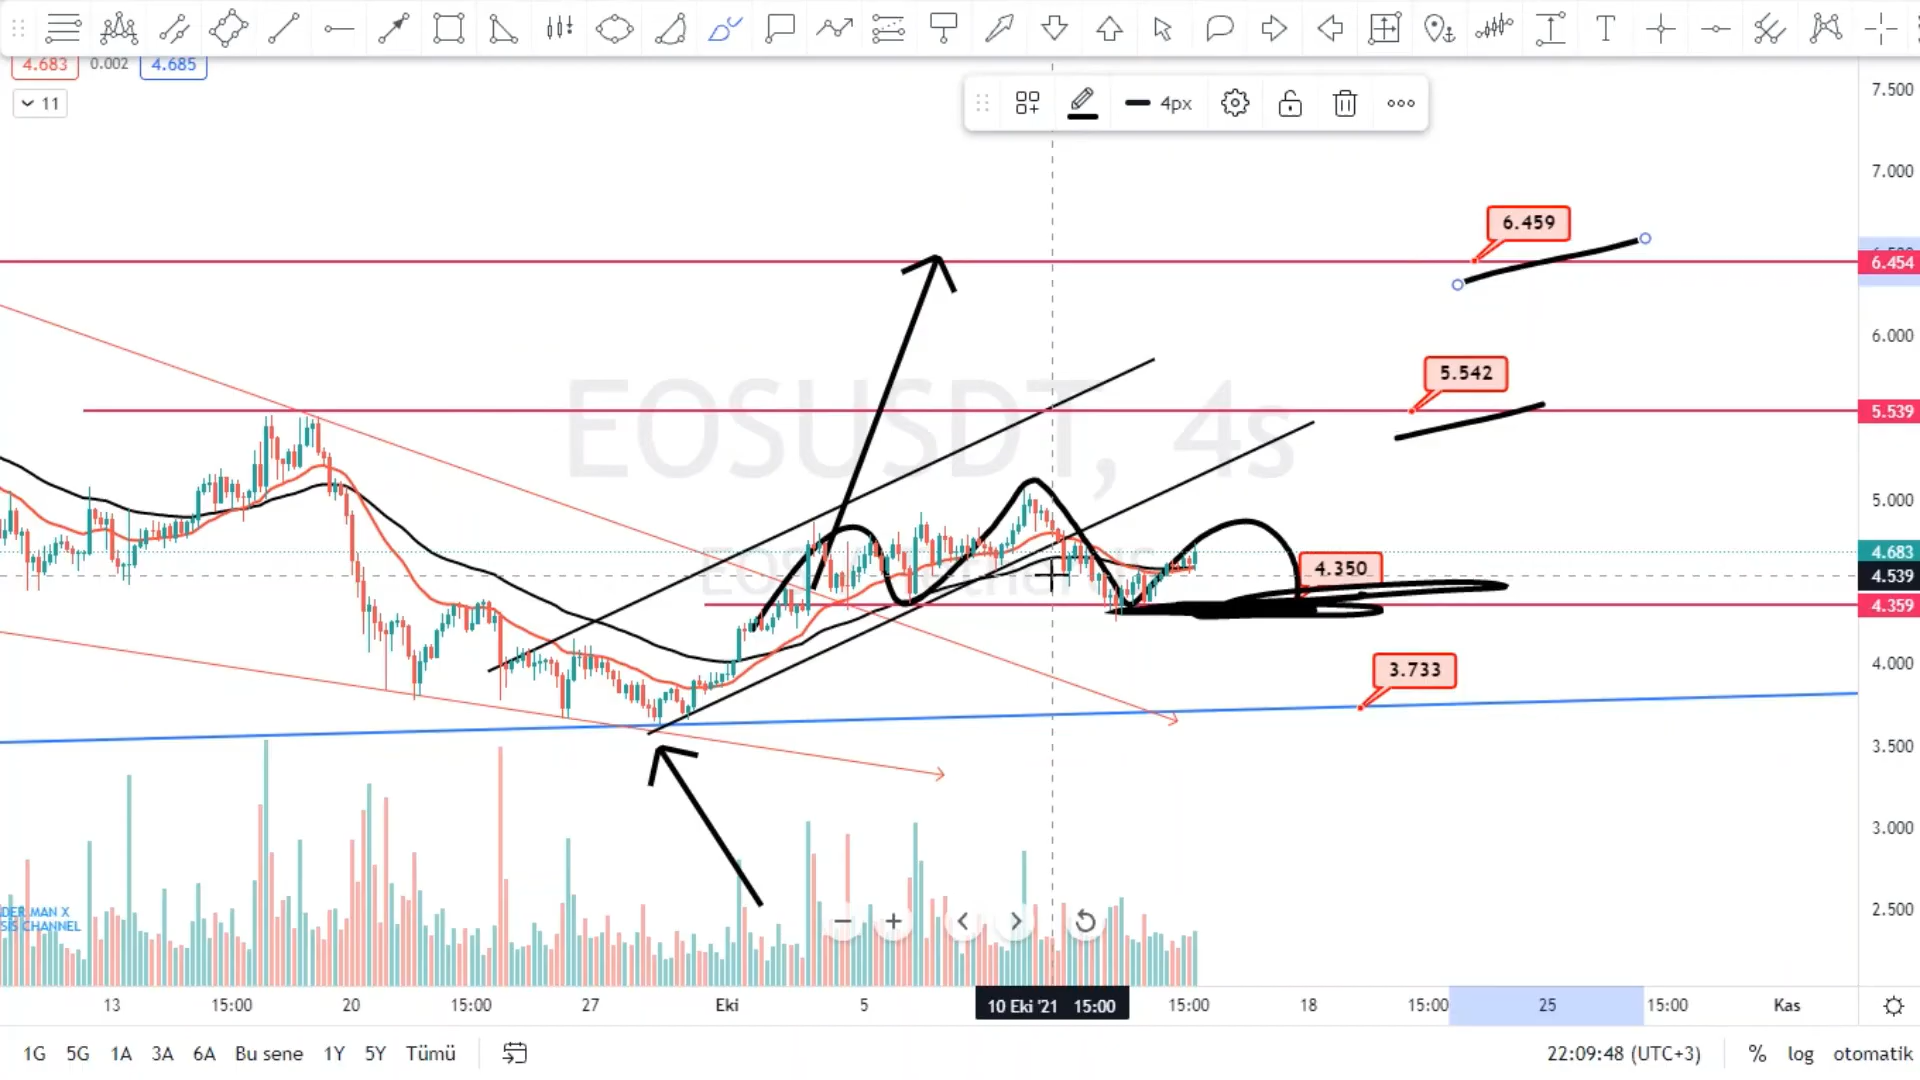 4.683 0.002 4.685
11
4px
7.500
7.000
6.459
6.454
6.000
5.542
5.539
EOSUSDT, 4s
5.000
4.683
4.350
4.539
4.359
4.000
3.733
3.500
3.000
DER MAN X
SİS CHANNEL
2.500
13 15:00 20 15:00 27 Eki 5 10 Eki '21 15:00 15:00 18 15:00 25 15:00 Kas
1G 5G 1A 3A 6A Bu sene 1Y 5Y Tümü 22:09:48 (UTC+3) % log otomatik